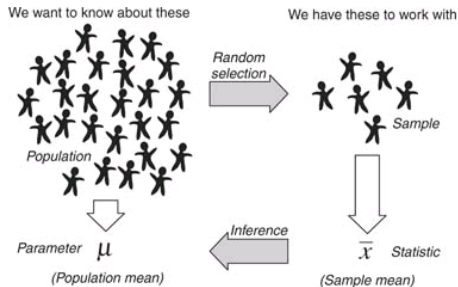 We want to know about these
We have these to work with
Random
selection
Population
Sample
Parameter μ
(Population mean)
Inference
x̅ Statistic
(Sample mean)